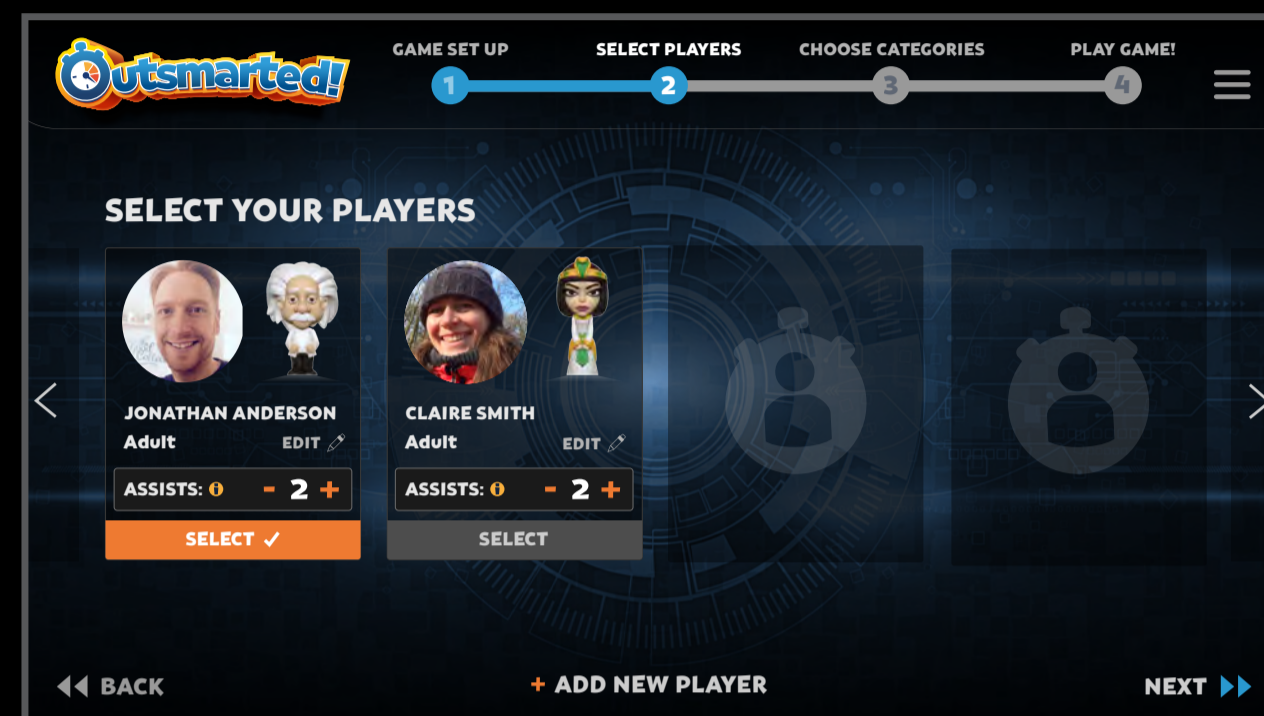 Outsmarted!
GAME SET UP
SELECT PLAYERS
CHOOSE CATEGORIES
PLAY GAME!
1
2
3
4
SELECT YOUR PLAYERS
JONATHAN ANDERSON
Adult
EDIT
ASSISTS: i - 2 +
SELECT ✓
CLAIRE SMITH
Adult
EDIT
ASSISTS: i - 2 +
SELECT
BACK
+ ADD NEW PLAYER
NEXT